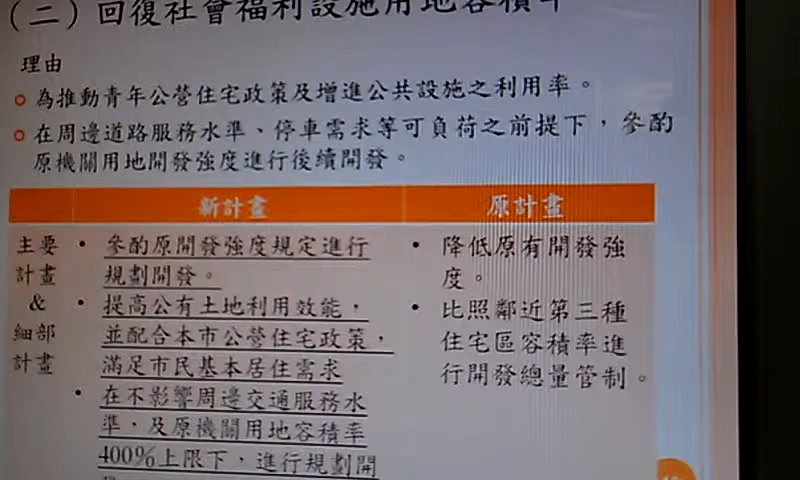 （二）回復社會福利設施用地容積率
理由
為推動青年公營住宅政策及增進公共設施之利用率。
在周邊道路服務水準、停車需求等可負荷之前提下，參酌
原機關用地開發強度進行後續開發。
新計畫
原計畫
主要
計畫
&
細部
計畫
• 參酌原開發強度規定進行
規劃開發。
• 提高公有土地利用效能，
並配合本市公營住宅政策，
滿足市民基本居住需求
• 在不影響周邊交通服務水
準、及原機關用地容積率
400%上限下，進行規劃開
• 降低原有開發強
度。
• 比照鄰近第三種
住宅區容積率進
行開發總量管制。